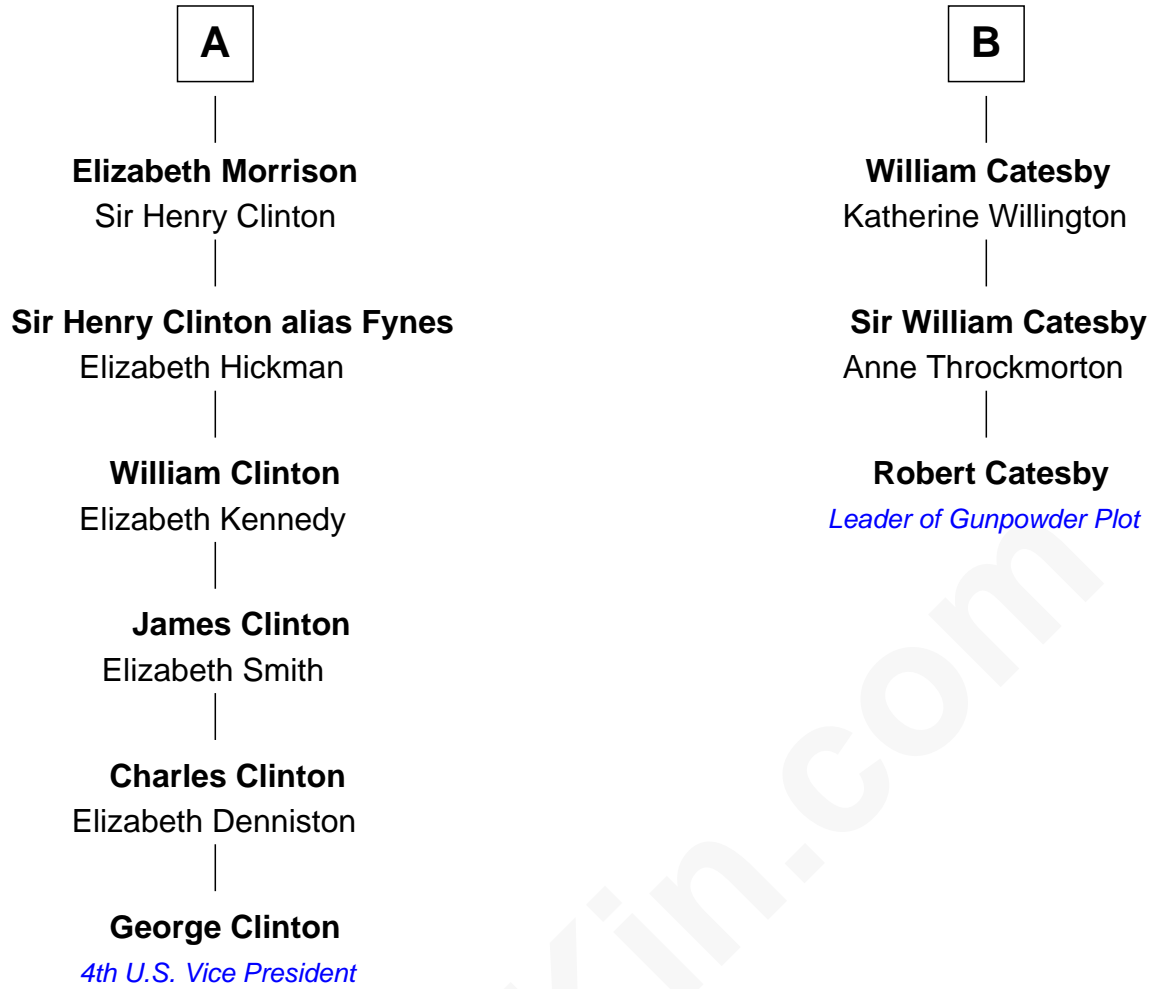 A
Elizabeth Morrison
Sir Henry Clinton
Sir Henry Clinton alias Fynes
Elizabeth Hickman
William Clinton
Elizabeth Kennedy
James Clinton
Elizabeth Smith
Charles Clinton
Elizabeth Denniston
George Clinton
4th U.S. Vice President
B
William Catesby
Katherine Willington
Sir William Catesby
Anne Throckmorton
Robert Catesby
Leader of Gunpowder Plot
in.com